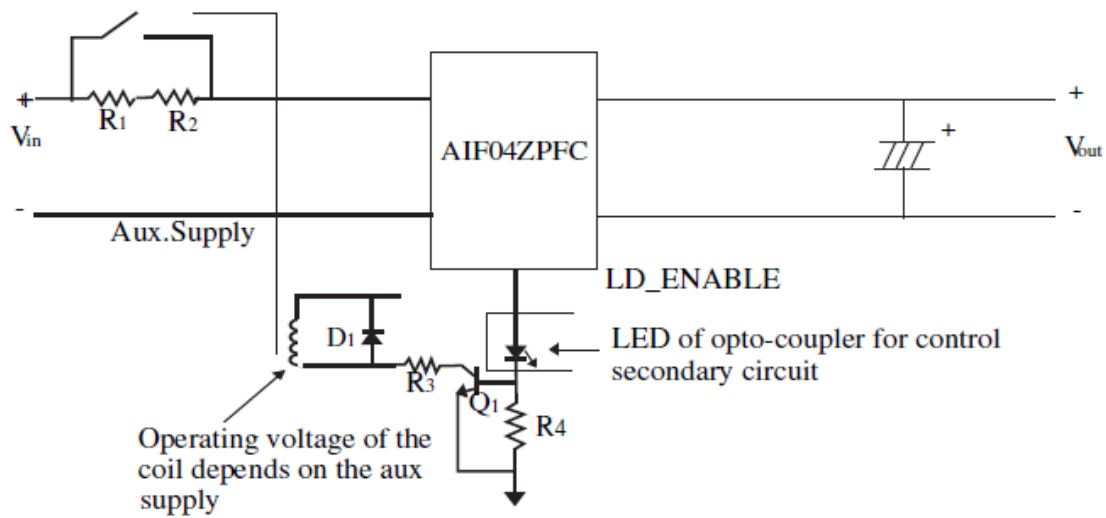 +
R1
R2
Vin
-
Aux.Supply
AIF04ZPFC
+
+
Vout
-
LD_ENABLE
D1
R3
Q1
R4
LED of opto-coupler for control
secondary circuit
Operating voltage of the
coil depends on the aux
supply